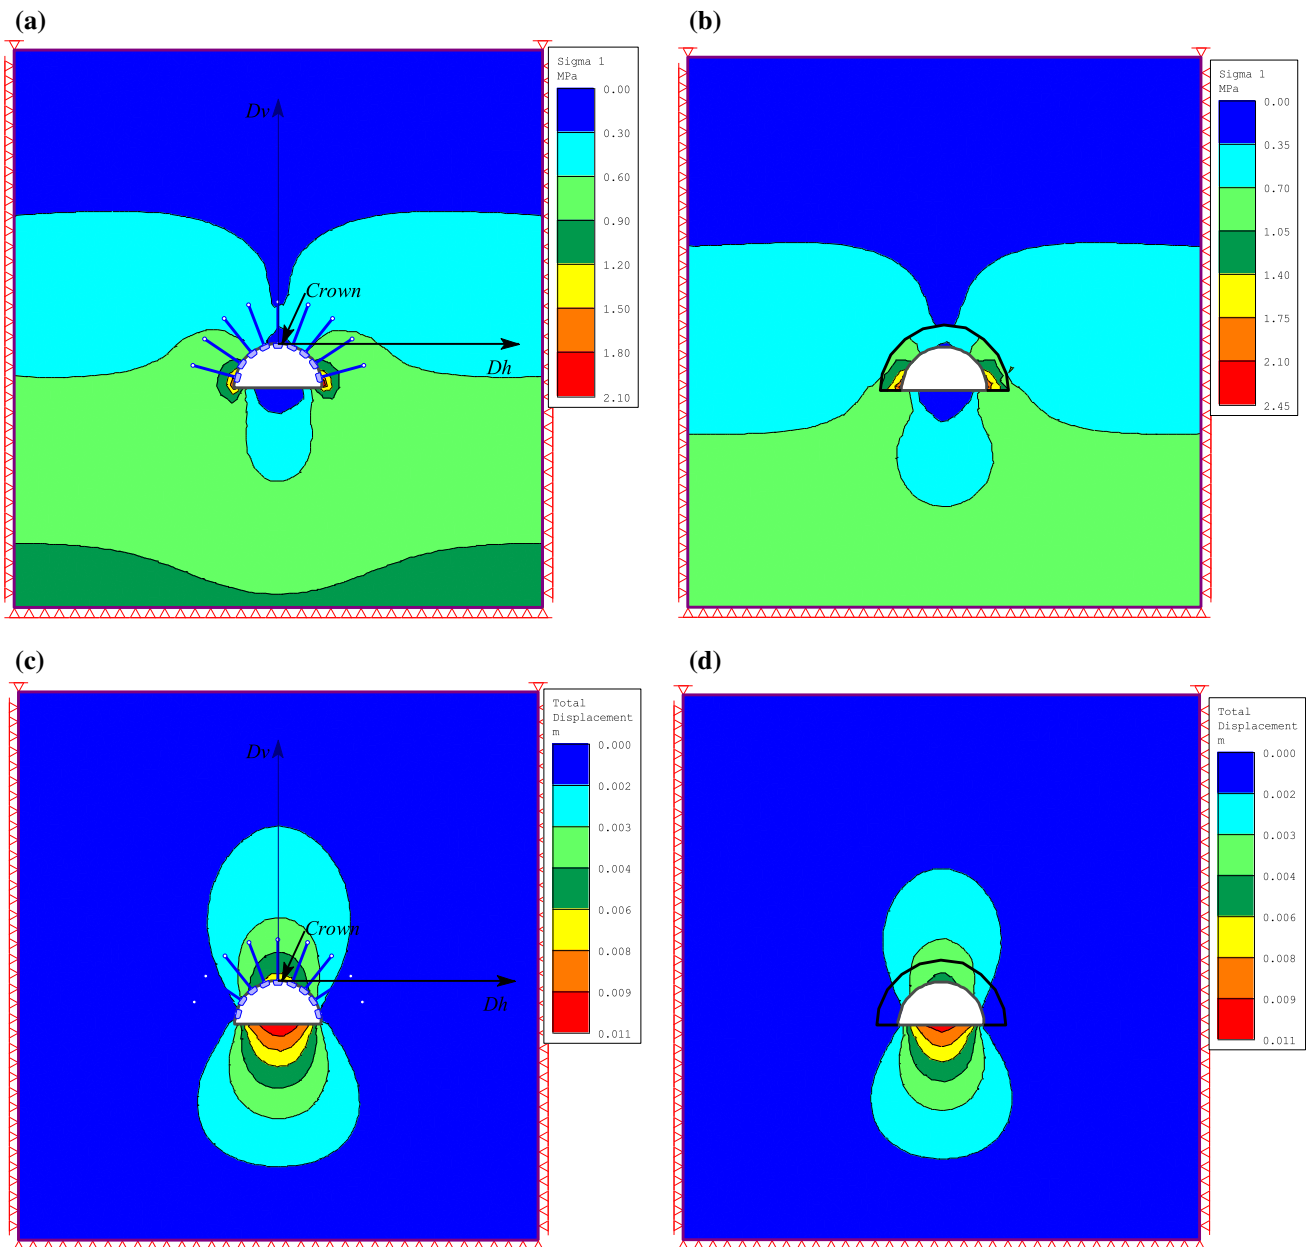 (a)
Sigma 1
MPa
0.00
0.30
0.60
0.90
1.20
1.50
1.80
2.10
Dv
Crown
Dh
(b)
Sigma 1
MPa
0.00
0.35
0.70
1.05
1.40
1.75
2.10
2.45
(c)
Total
Displacement
m
0.000
0.002
0.003
0.004
0.006
0.008
0.009
0.011
Dv
Crown
Dh
(d)
Total
Displacement
m
0.000
0.002
0.003
0.004
0.006
0.008
0.009
0.011